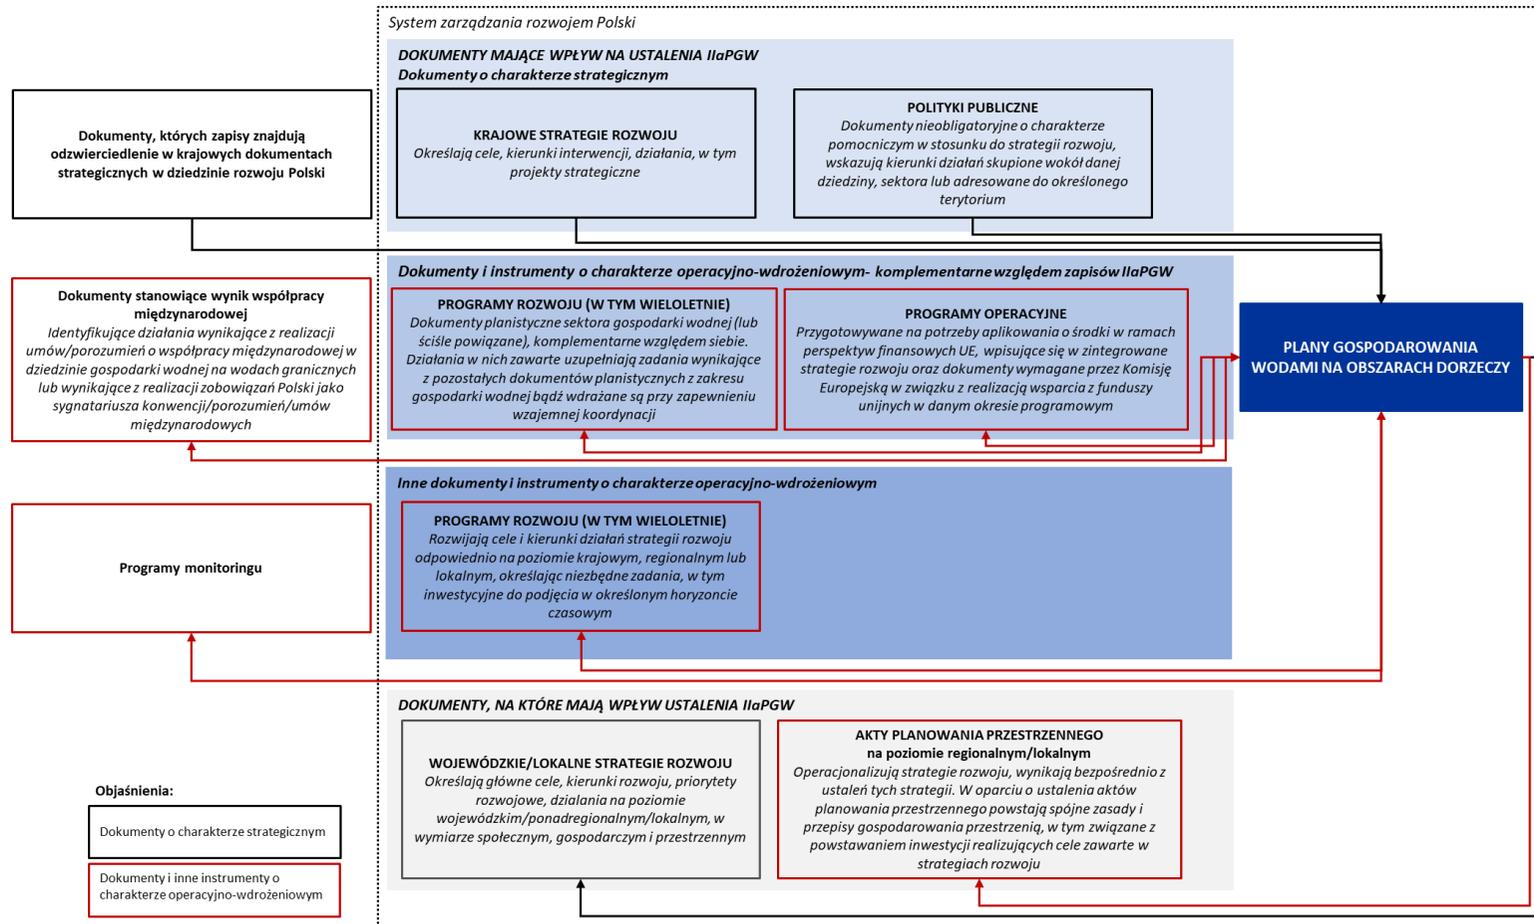 System zarządzania rozwojem Polski
DOKUMENTY MAJĄCE WPŁYW NA USTALENIA IIaPGW
Dokumenty o charakterze strategicznym
Dokumenty, których zapisy znajdują
odzwierciedlenie w krajowych dokumentach
strategicznych w dziedzinie rozwoju Polski
KRAJOWE STRATEGIE ROZWOJU
Określają cele, kierunki interwencji, działania, w tym
projekty strategiczne
POLITYKI PUBLICZNE
Dokumenty nieobligatoryjne o charakterze
pomocniczym w stosunku do strategii rozwoju,
wskazują kierunki działań skupione wokół danej
dziedziny, sektora lub adresowane do określonego
terytorium
Dokumenty i instrumenty o charakterze operacyjno-wdrożeniowym- komplementarne względem zapisów IIaPGW
Dokumenty stanowiące wynik współpracy
międzynarodowej
Identyfikujące działania wynikające z realizacji
umów/porozumień o współpracy międzynarodowej w
dziedzinie gospodarki wodnej na wodach granicznych
lub wynikające z realizacji zobowiązań Polski jako
sygnatariusza konwencji/porozumień/umów
międzynarodowych
PROGRAMY ROZWOJU (W TYM WIELOLETNIE)
Dokumenty planistyczne sektora gospodarki wodnej (lub
ściśle powiązane), komplementarne względem siebie.
Działania w nich zawarte uzupełniają zadania wynikające
z pozostałych dokumentów planistycznych z zakresu
gospodarki wodnej bądź wdrażane są przy zapewnieniu
wzajemnej koordynacji
PROGRAMY OPERACYJNE
Przygotowywane na potrzeby aplikowania o środki w ramach
perspektyw finansowych UE, wpisujące się w zintegrowane
strategie rozwoju oraz dokumenty wymagane przez Komisję
Europejską w związku z realizacją wsparcia z funduszy
unijnych w danym okresie programowym
PLANY GOSPODAROWANIA
WODAMI NA OBSZARACH DORZECZY
Inne dokumenty i instrumenty o charakterze operacyjno-wdrożeniowym
Programy monitoringu
PROGRAMY ROZWOJU (W TYM WIELOLETNIE)
Rozwijają cele i kierunki działań strategii rozwoju
odpowiednio na poziomie krajowym, regionalnym lub
lokalnym, określając niezbędne zadania, w tym
inwestycyjne do podjęcia w określonym horyzoncie
czasowym
DOKUMENTY, NA KTÓRE MAJĄ WPŁYW USTALENIA IIaPGW
WOJEWÓDZKIE/LOKALNE STRATEGIE ROZWOJU
Określają główne cele, kierunki rozwoju, priorytety
rozwojowe, dzialania na poziomie
wojewódzkim/ponadregionalnym/lokalnym, w
wymiarze społecznym, gospodarczym i przestrzennym
AKTY PLANOWANIA PRZESTRZENNEGO
na poziomie regionalnym/lokalnym
Operacjonalizują strategie rozwoju, wynikają bezpośrednio z
ustaleń tych strategii. W oparciu o ustalenia aktów
planowania przestrzennego powstają spójne zasady i
przepisy gospodarowania przestrzenią, w tym związane z
powstawaniem inwestycji realizujących cele zawarte w
strategiach rozwoju
Objaśnienia:
Dokumenty o charakterze strategicznym
Dokumenty i inne instrumenty o
charakterze operacyjno-wdrożeniowym